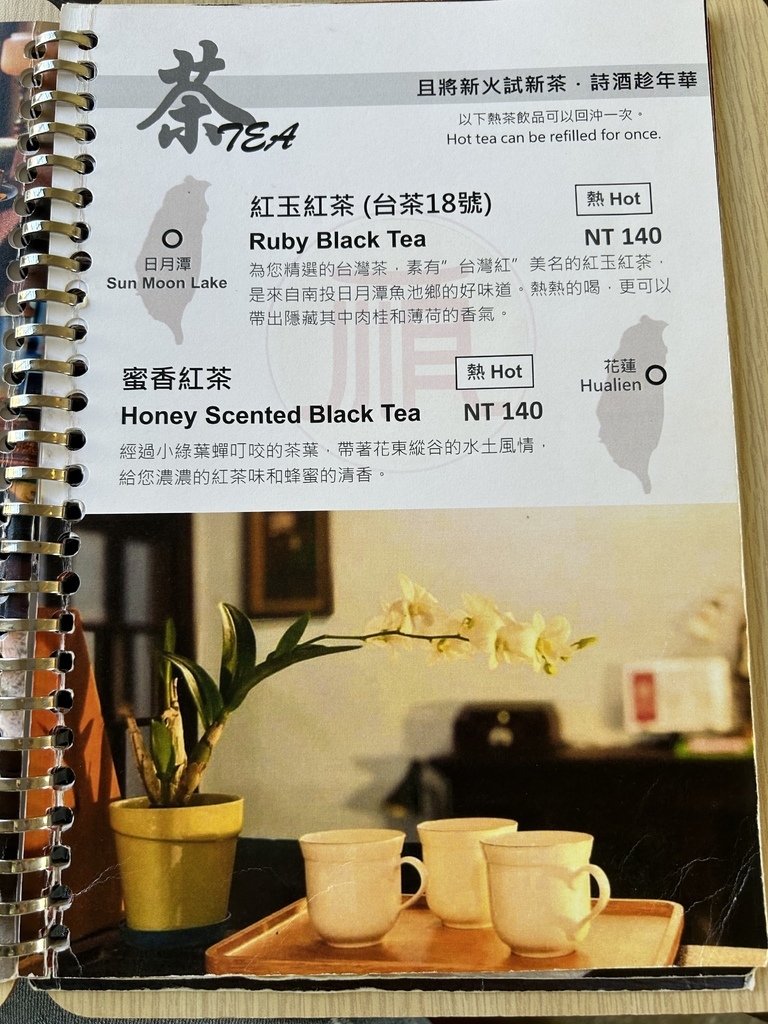 茶 TEA
且將新火試新茶．詩酒趁年華
以下熱茶飲品可以回沖一次。
Hot tea can be refilled for once.
紅玉紅茶 (台茶18號)
熱 Hot
日月潭
Sun Moon Lake
Ruby Black Tea
NT 140
為您精選的台灣茶，素有”台灣紅”美名的紅玉紅茶，
是來自南投日月潭魚池鄉的好味道。熱熱的喝，更可以
帶出隱藏其中肉桂和薄荷的香氣。
順
蜜香紅茶
熱 Hot
花蓮
Hualien
Honey Scented Black Tea
NT 140
經過小綠葉蟬叮咬的茶葉，帶著花東縱谷的水土風情，
給您濃濃的紅茶味和蜂蜜的清香。